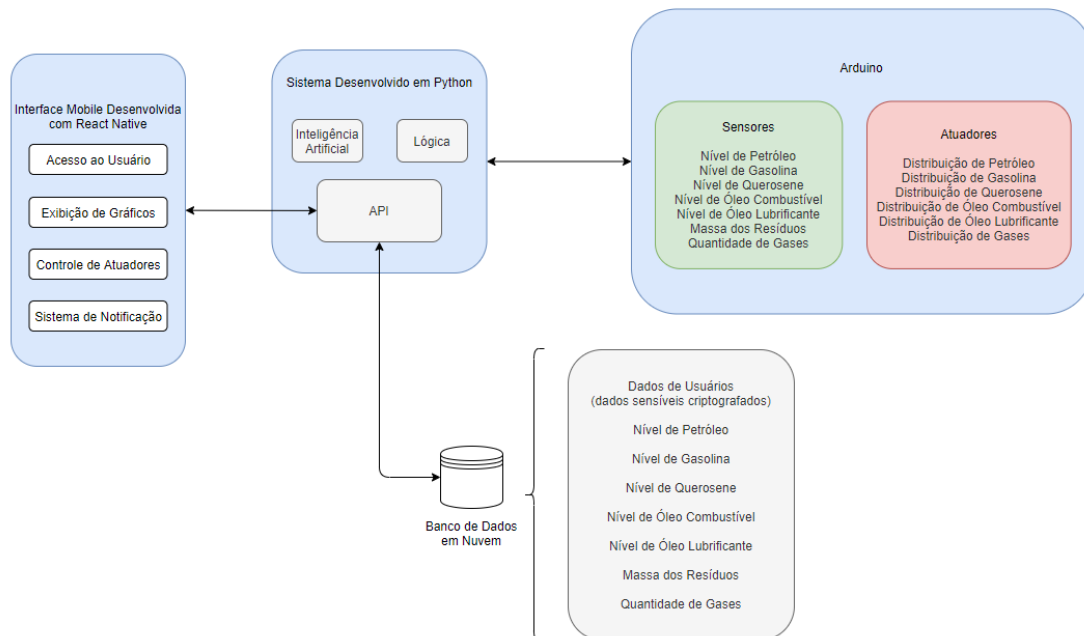 Interface Mobile Desenvolvida
com React Native
Acesso ao Usuário
Exibição de Gráficos
Controle de Atuadores
Sistema de Notificação
Sistema Desenvolvido em Python
Inteligência
Artificial
Lógica
API
Arduino
Sensores
Nível de Petróleo
Nível de Gasolina
Nível de Querosene
Nível de Óleo Combustível
Nível de Óleo Lubrificante
Massa dos Resíduos
Quantidade de Gases
Atuadores
Distribuição de Petróleo
Distribuição de Gasolina
Distribuição de Querosene
Distribuição de Óleo Combustível
Distribuição de Óleo Lubrificante
Distribuição de Gases
Banco de Dados
em Nuvem
Dados de Usuários
(dados sensíveis criptografados)
Nível de Petróleo
Nível de Gasolina
Nível de Querosene
Nível de Óleo Combustível
Nível de Óleo Lubrificante
Massa dos Resíduos
Quantidade de Gases